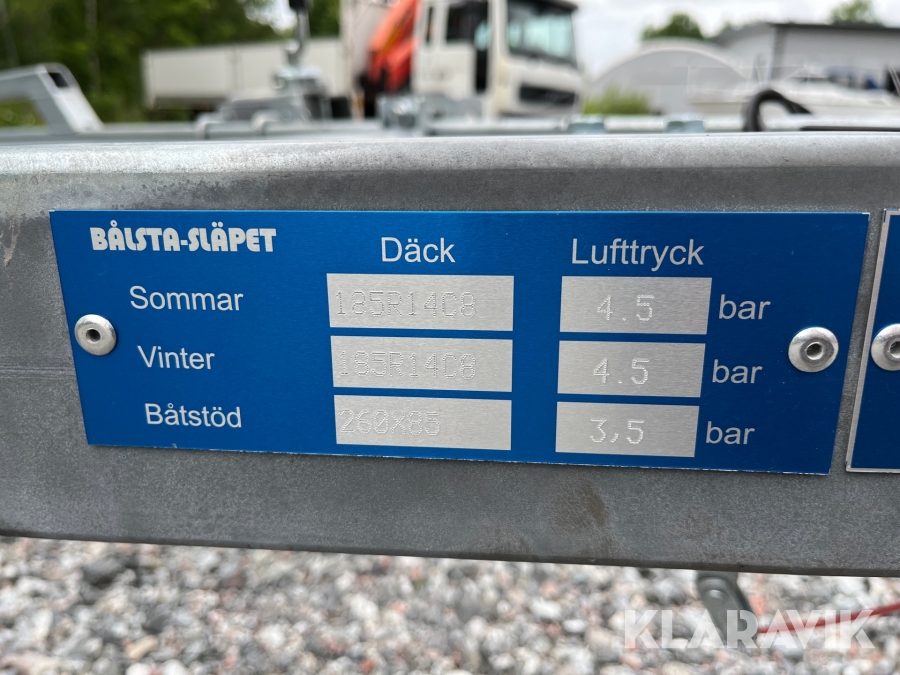 BÅLSTA-SLÄPET
Däck Lufttryck
Sommar 185R14C8 4.5 bar
Vinter 185R14C8 4.5 bar
Båtstöd 260X85 3,5 bar
KLARAVIK